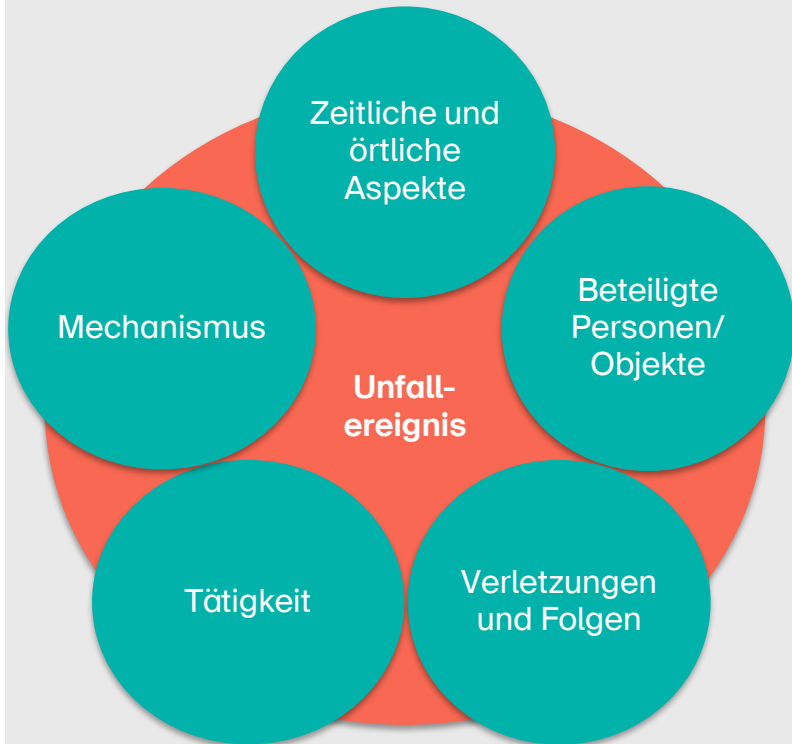 Zeitliche und
örtliche
Aspekte
Beteiligte
Personen/
Objekte
Mechanismus
Unfall-
ereignis
Tätigkeit
Verletzungen
und Folgen